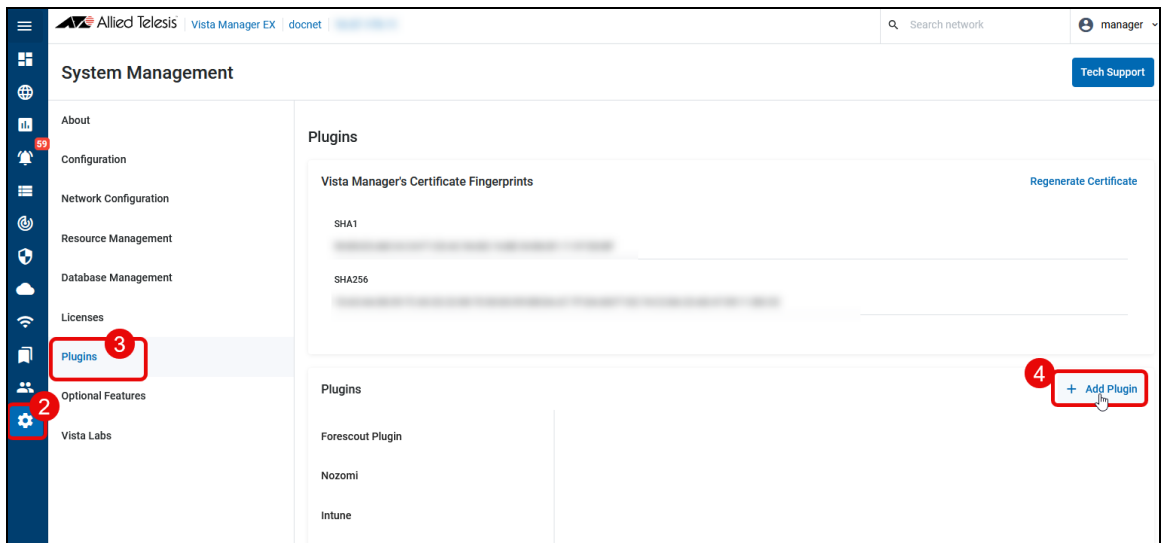 Allied Telesis Vista Manager EX docnet Search network manager
System Management Tech Support
About
Plugins
59
Configuration
Vista Manager's Certificate Fingerprints Regenerate Certificate
Network Configuration
SHA1
Resource Management
Database Management
SHA256
Licenses
3
Plugins
4
Plugins + Add Plugin
Optional Features
2
Vista Labs
Forescout Plugin
Nozomi
Intune